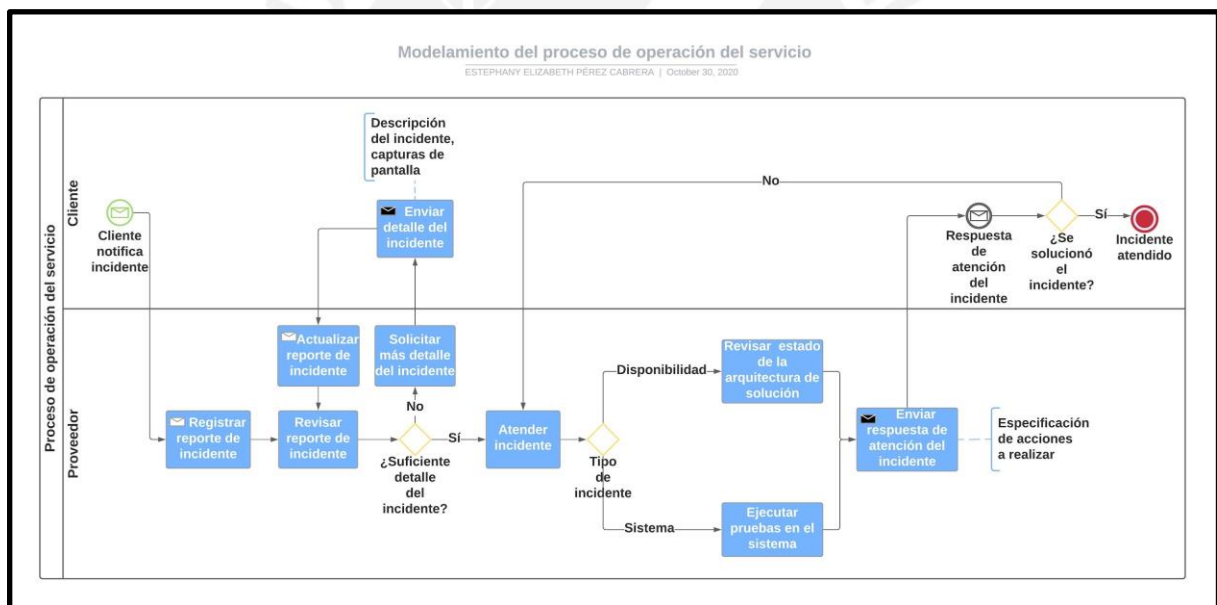 Modelamiento del proceso de operación del servicio
ESTEPHANY ELIZABETH PÉREZ CABRERA | October 30, 2020
Proceso de operación del servicio
Cliente
Cliente
notifica
incidente
Descripción
del incidente,
capturas de
pantalla
Enviar
detalle del
incidente
No
Respuesta
de
atención
del
incidente
¿Se
solucionó
el
incidente?
Sí
Incidente
atendido
Proveedor
Registrar
reporte de
incidente
Actualizar
reporte de
incidente
Revisar
reporte de
incidente
Solicitar
más detalle
del incidente
No
¿Suficiente
detalle
del
incidente?
Sí
Atender
incidente
Tipo
de
incidente
Disponibilidad
Revisar estado
de la
arquitectura de
solución
Sistema
Ejecutar
pruebas en el
sistema
Enviar
respuesta de
atención del
incidente
Especificación
de acciones
a realizar